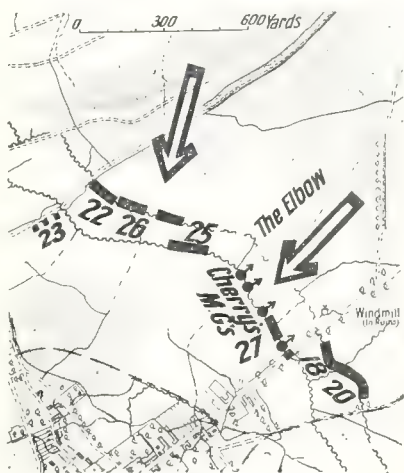 0 300 600 Yards
The Elbow
22
26
25
23
Cherry's
M G's
27
18
20
Windmill
(In Ruins)